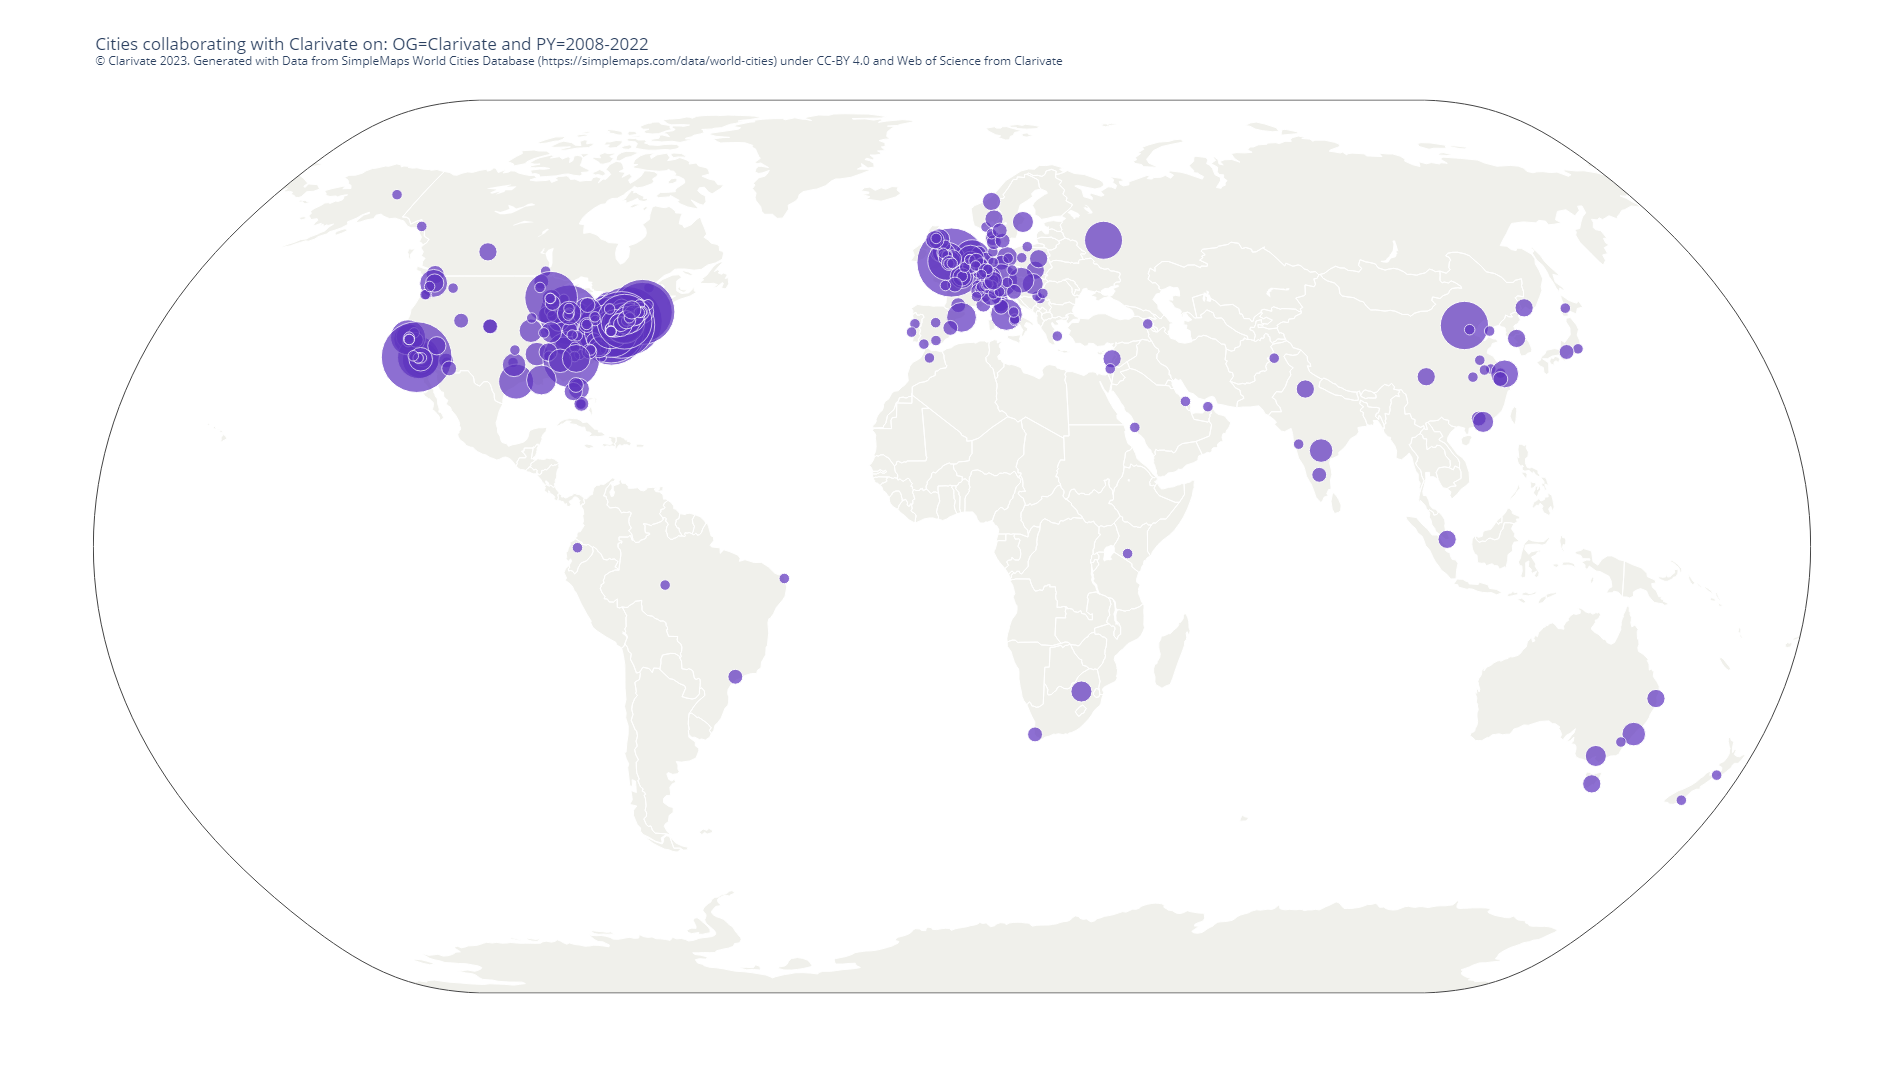 Cities collaborating with Clarivate on: OG=Clarivate and PY=2008-2022
© Clarivate 2023. Generated with Data from SimpleMaps World Cities Database (https://simplemaps.com/data/world-cities) under CC-BY 4.0 and Web of Science from Clarivate